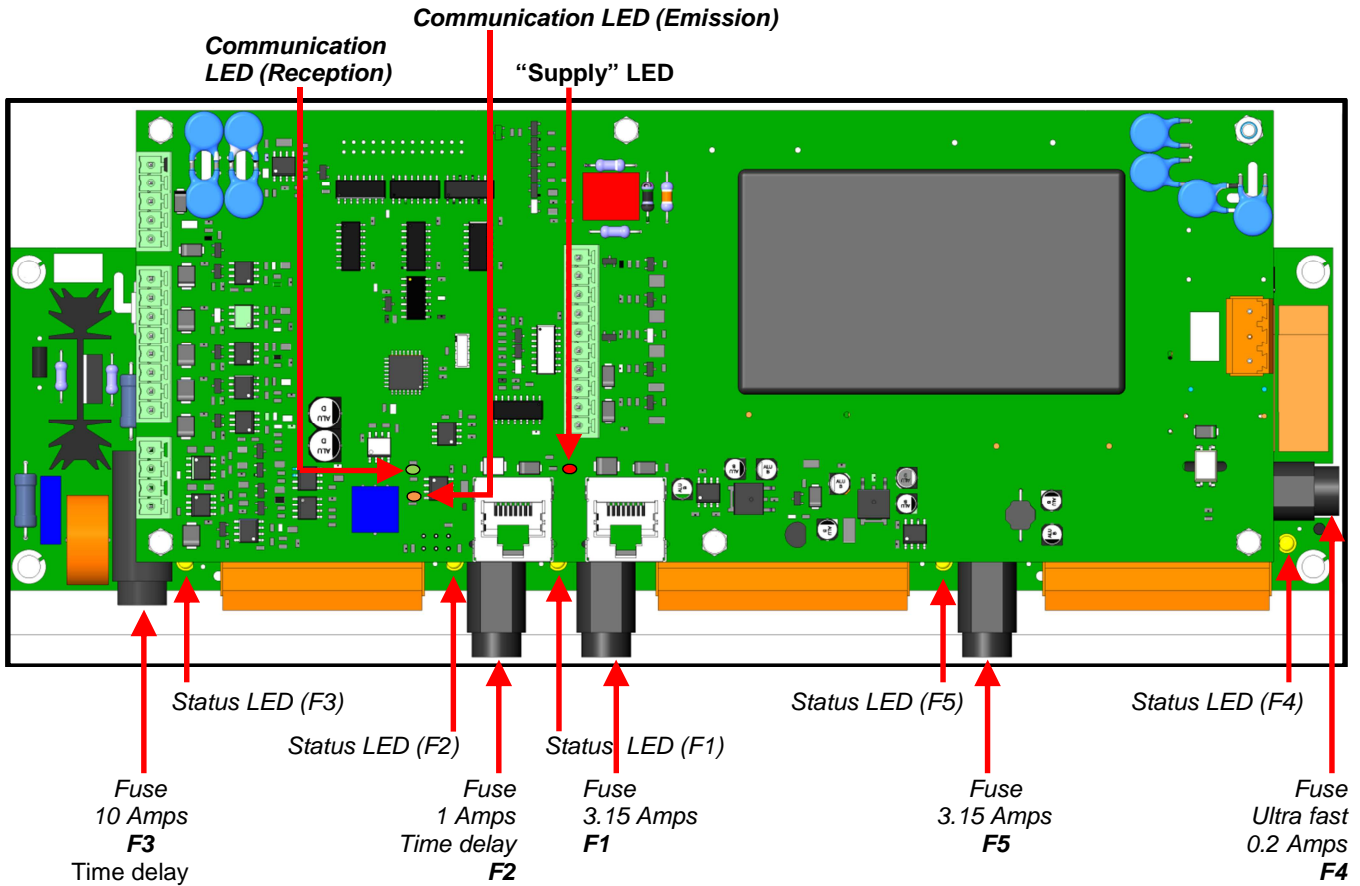 Communication LED (Emission)
Communication
LED (Reception)
“Supply” LED
Status LED (F3)
Status LED (F5)
Status LED (F4)
Status LED (F2)
Status LED (F1)
Fuse
10 Amps
F3
Time delay
Fuse
1 Amps
Time delay
F2
Fuse
3.15 Amps
F1
Fuse
3.15 Amps
F5
Fuse
Ultra fast
0.2 Amps
F4